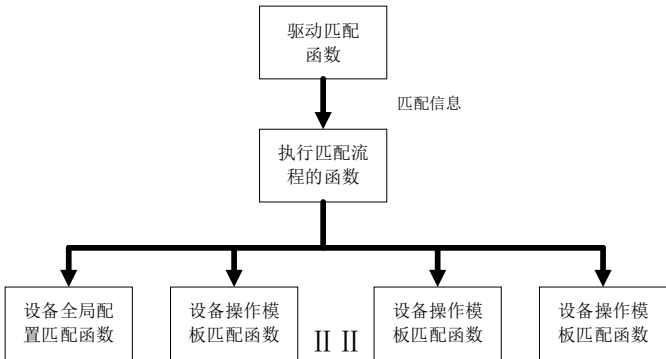 驱动匹配
函数
匹配信息
执行匹配流
程的函数
设备全局配
置匹配函数
设备操作模
板匹配函数
II II
设备操作模
板匹配函数
设备操作模
板匹配函数